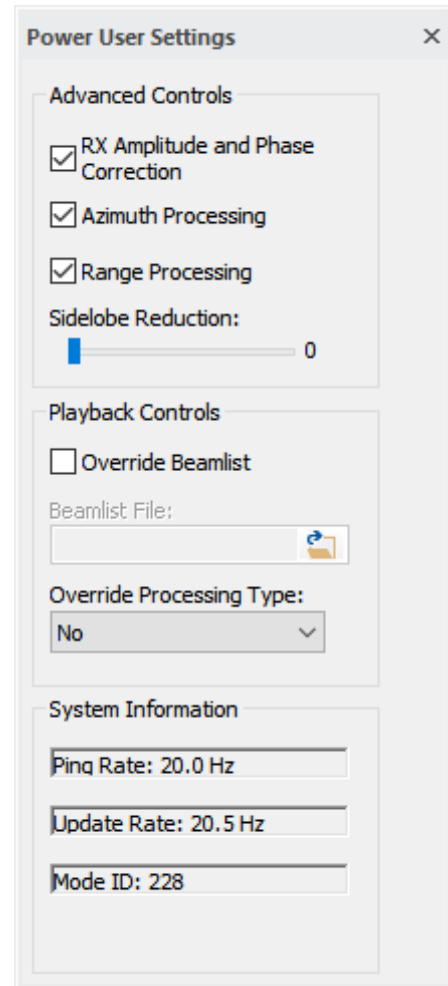 Power User Settings
Advanced Controls
RX Amplitude and Phase
Correction
Azimuth Processing
Range Processing
Sidelobe Reduction:
0
Playback Controls
Override Beamlist
Beamlist File:
Override Processing Type:
No
System Information
Ping Rate: 20.0 Hz
Update Rate: 20.5 Hz
Mode ID: 228